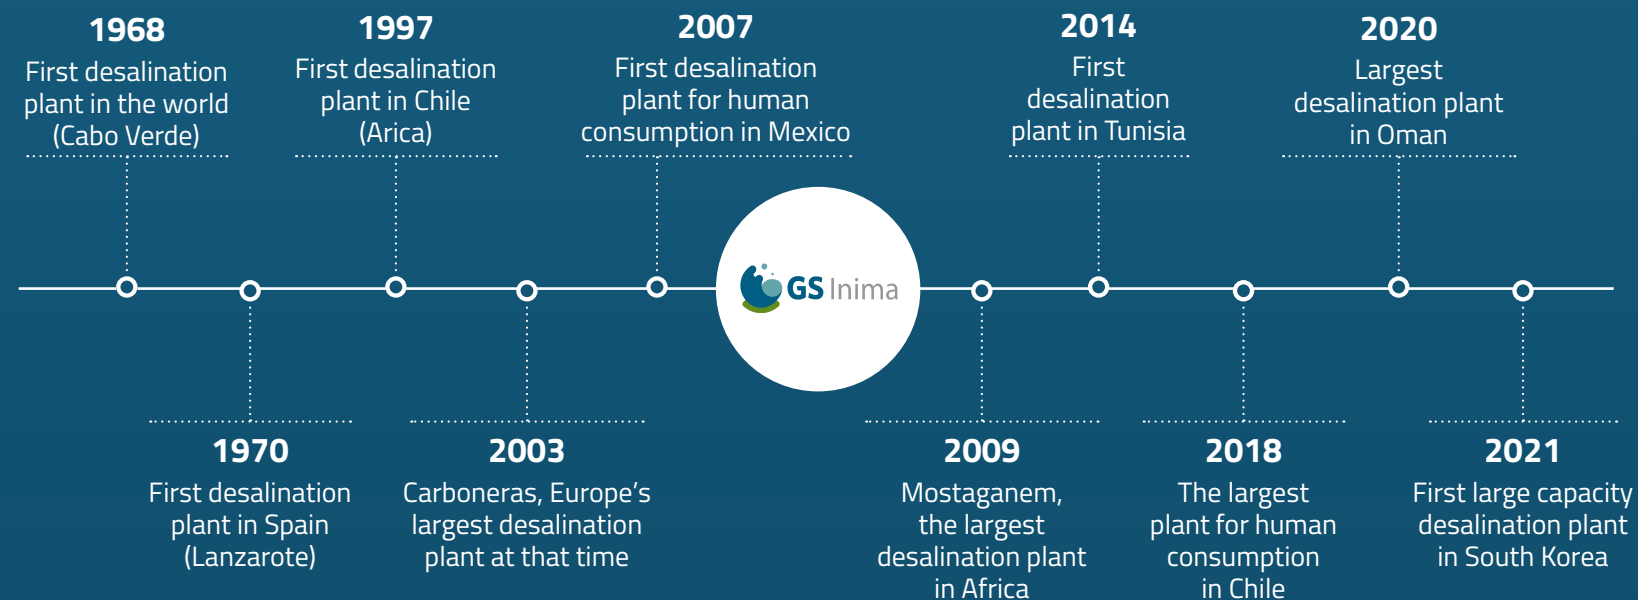 1968
First desalination
plant in the world
(Cabo Verde)
1997
First desalination
plant in Chile
(Arica)
2007
First desalination
plant for human
consumption in Mexico
2014
First
desalination
plant in Tunisia
2020
Largest
desalination plant
in Oman
GS Inima
1970
First desalination
plant in Spain
(Lanzarote)
2003
Carboneras, Europe’s
largest desalination
plant at that time
2009
Mostaganem,
the largest
desalination plant
in Africa
2018
The largest
plant for human
consumption
in Chile
2021
First large capacity
desalination plant
in South Korea